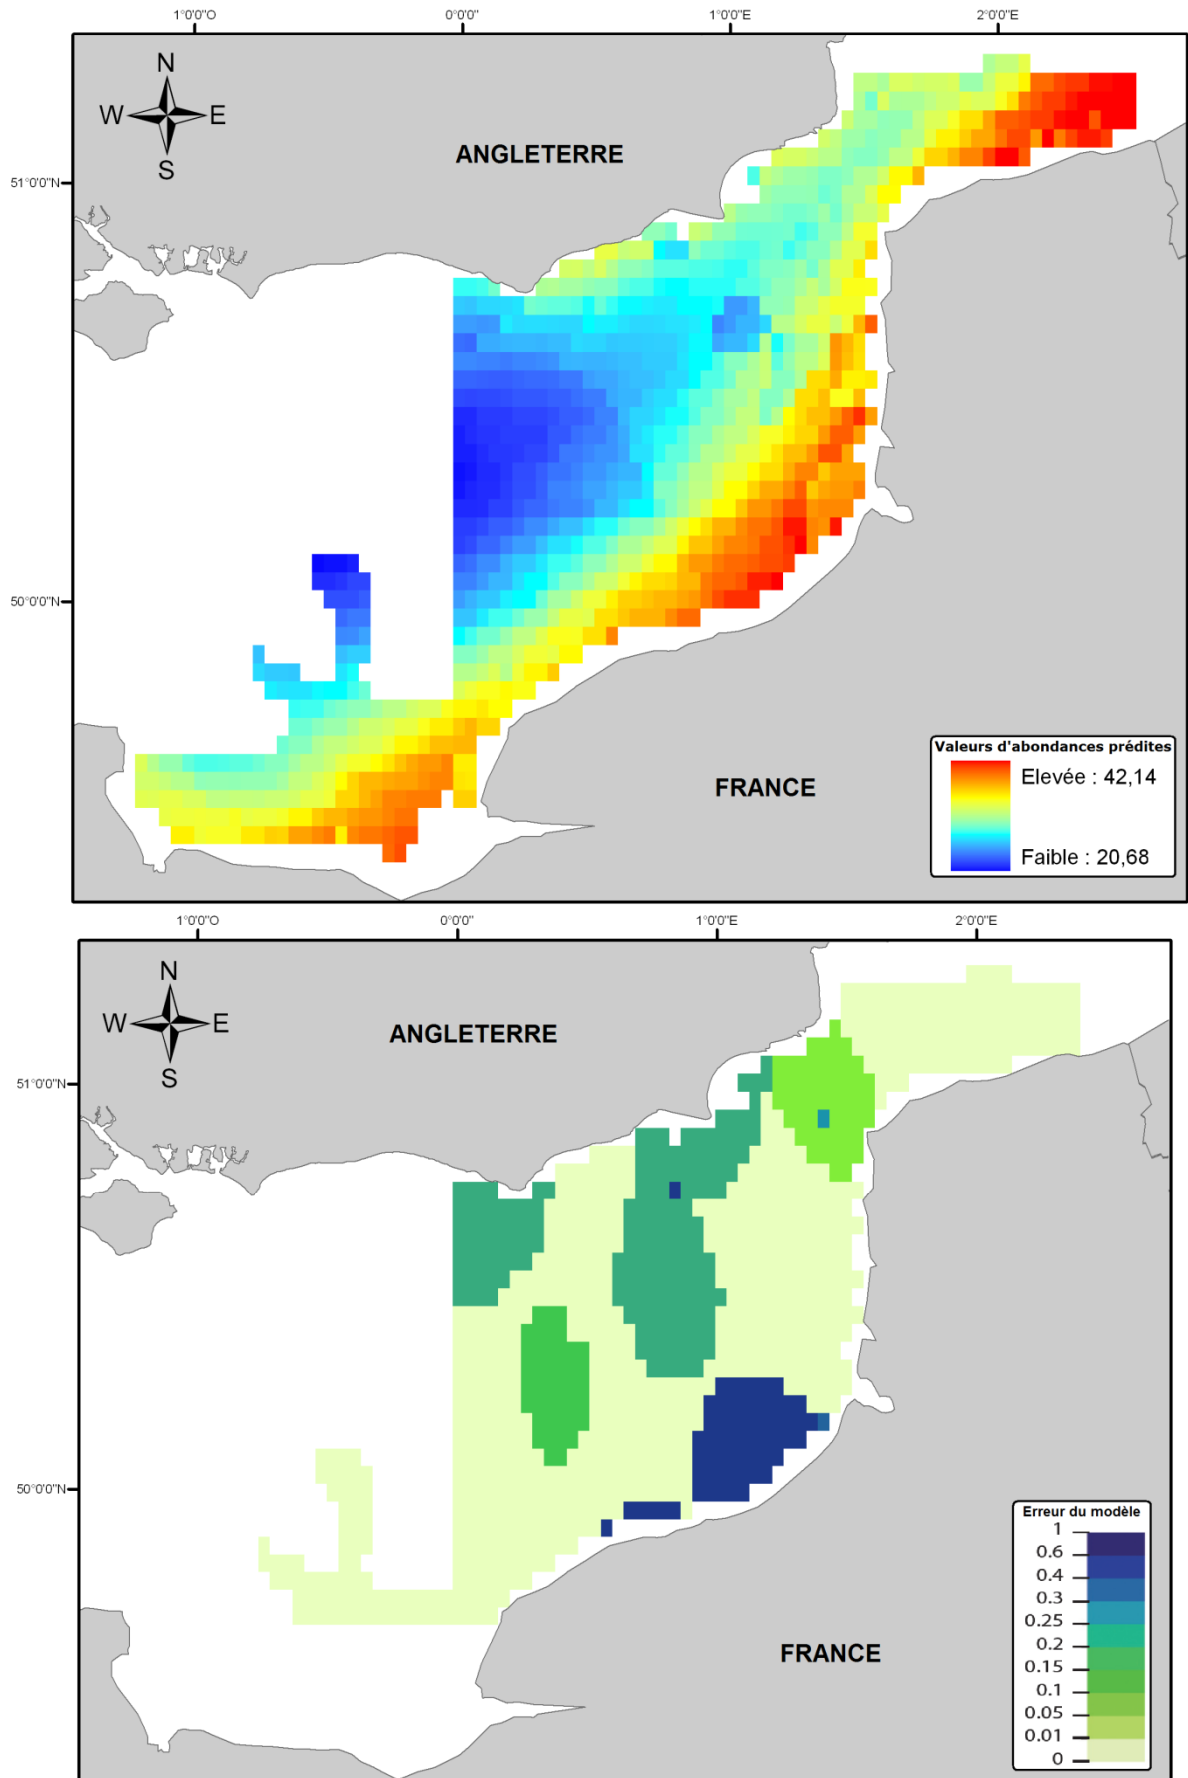 1°0'0"O 0°0'0" 1°0'0"E 2°0'0"E
N
W E
S
ANGLETERRE
51°0'0"N
50°0'0"N
FRANCE
Valeurs d'abondances prédites
Elevée : 42,14
Faible : 20,68
1°0'0"O 0°0'0" 1°0'0"E 2°0'0"E
N
W E
S
ANGLETERRE
51°0'0"N
50°0'0"N
FRANCE
Erreur du modèle
1
0.6
0.4
0.3
0.25
0.2
0.15
0.1
0.05
0.01
0